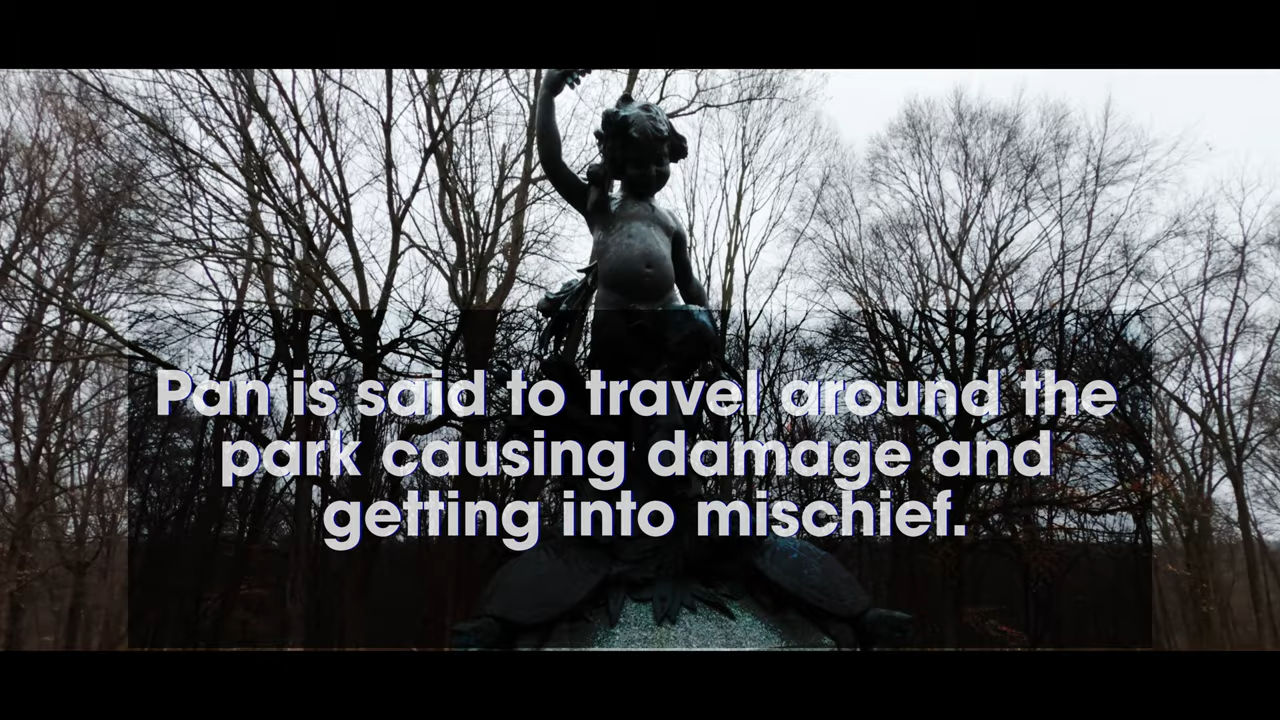 Pan is said to travel around the
park causing damage and
getting into mischief.